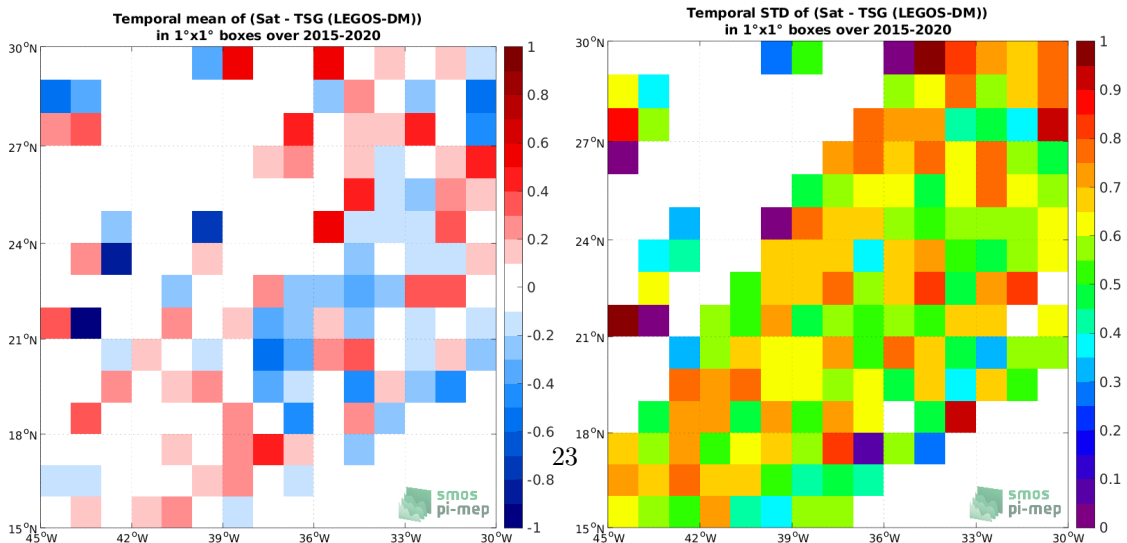 Temporal mean of (Sat - TSG (LEGOS-DM))
in 1°x1° boxes over 2015-2020
30°N
27°N
24°N
21°N
18°N
15°N
45°W
42°W
39°W
36°W
33°W
30°W
1
0.8
0.6
0.4
0.2
0
-0.2
-0.4
-0.6
-0.8
-1
smos
pi-mep
23
Temporal STD of (Sat - TSG (LEGOS-DM))
in 1°x1° boxes over 2015-2020
30°N
27°N
24°N
21°N
18°N
15°N
45°W
42°W
39°W
36°W
33°W
30°W
1
0.9
0.8
0.7
0.6
0.5
0.4
0.3
0.2
0.1
0
smos
pi-mep